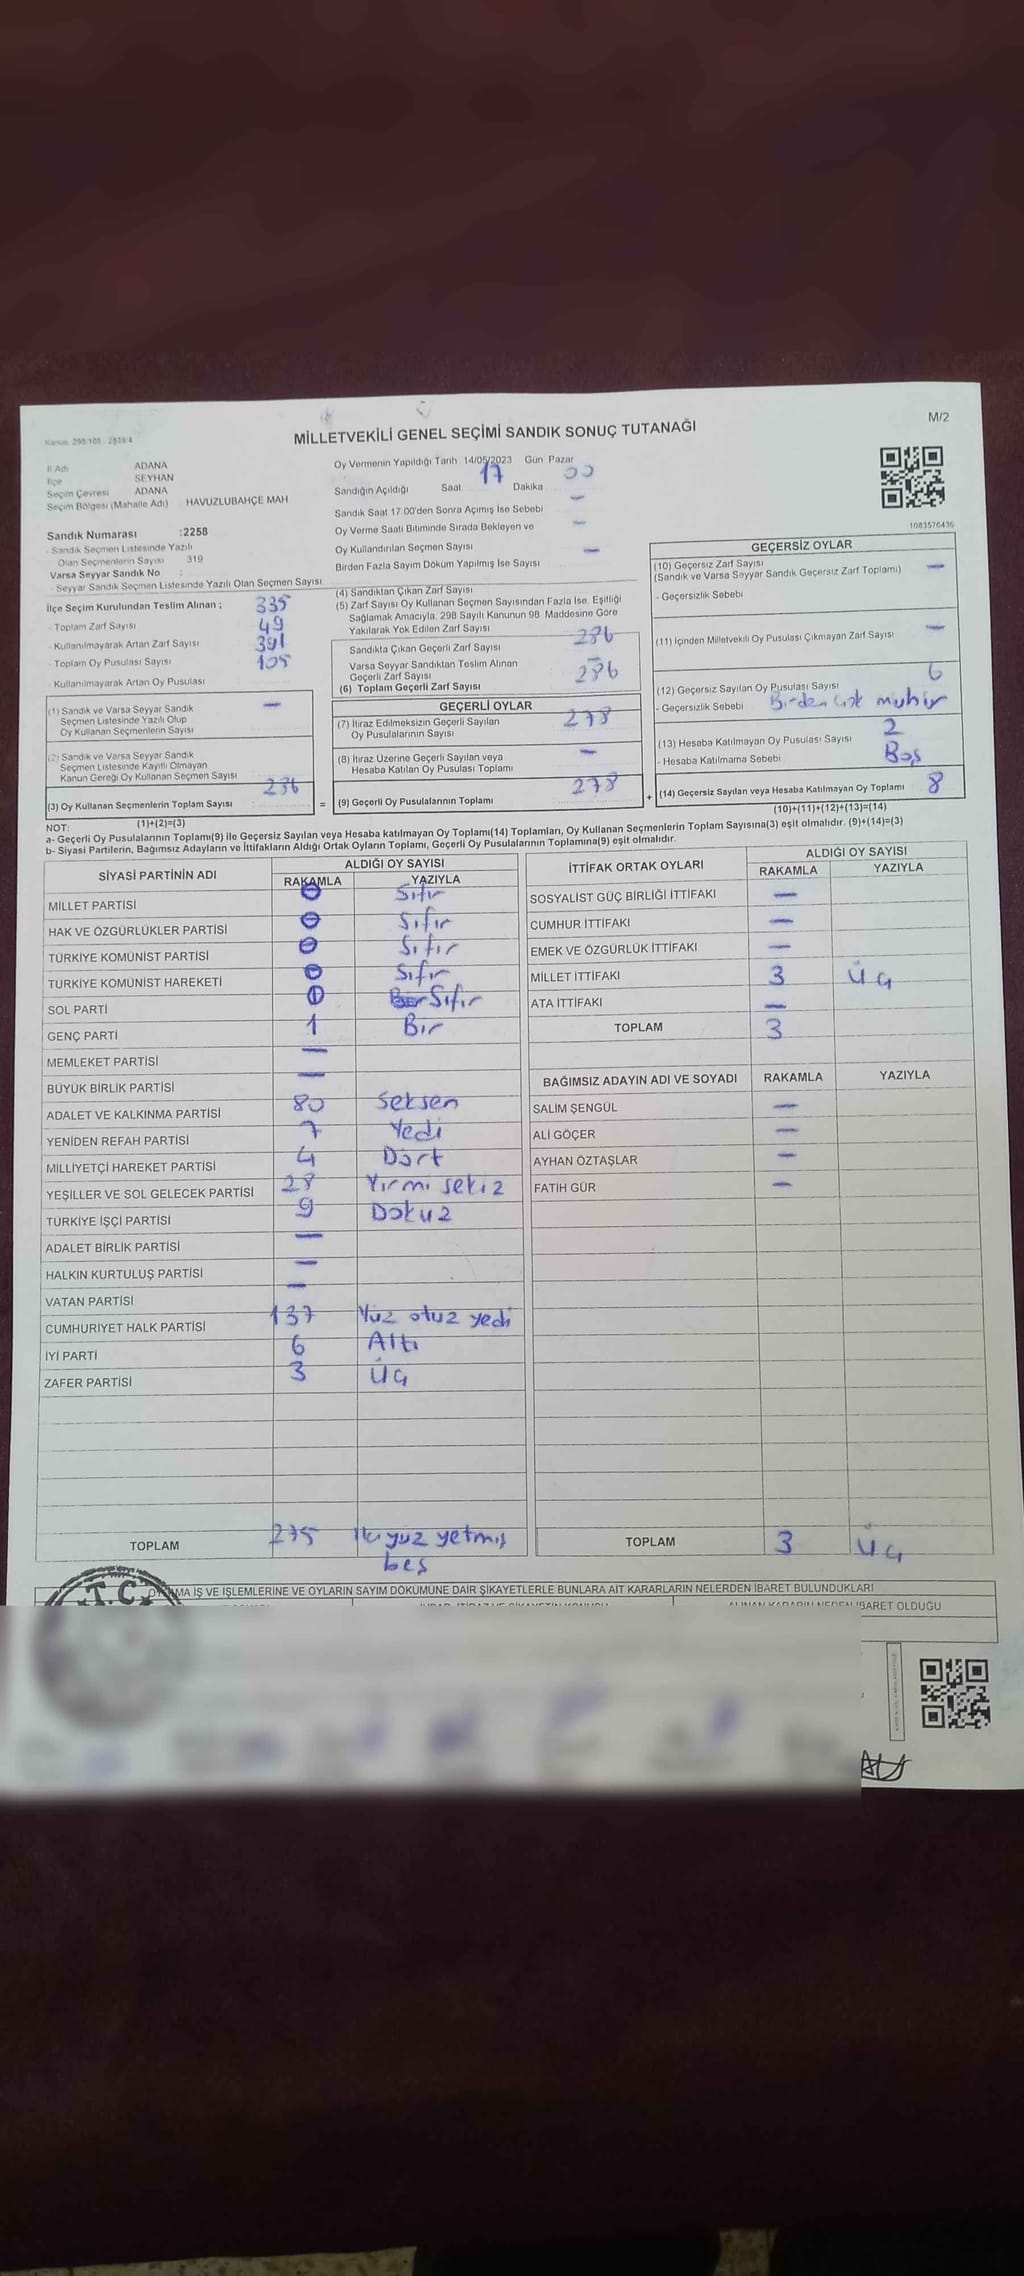 M/2
Kanun 298/105 - 2839/4
MİLLETVEKİLİ GENEL SEÇİMİ SANDIK SONUÇ TUTANAĞI
İl Adı ADANA
İlçe SEYHAN
Seçim Çevresi ADANA
Seçim Bölgesi (Mahalle Adı) HAVUZLUBAHÇE MAH
Sandık Numarası :2258
- Sandık Seçmen Listesinde Yazılı
Olan Seçmenlerin Sayısı 319
Varsa Seyyar Sandık No :
- Seyyar Sandık Seçmen Listesinde Yazılı Olan Seçmen Sayısı
İlçe Seçim Kurulundan Teslim Alınan ; 335
- Toplam Zarf Sayısı 49
- Kullanılmayarak Artan Zarf Sayısı 391
- Toplam Oy Pusulası Sayısı 105
- Kullanılmayarak Artan Oy Pusulası
Oy Vermenin Yapıldığı Tarih 14/05/2023 Gün Pazar
Sandığın Açıldığı Saat 17 Dakika 00
Sandık Saat 17:00'den Sonra Açımış İse Sebebi —
Oy Verme Saati Bitiminde Sırada Bekleyen ve —
Oy Kullandırılan Seçmen Sayısı
Birden Fazla Sayım Döküm Yapılmış İse Sayısı —
1083576436
(1) Sandık ve Varsa Seyyar Sandık —
Seçmen Listesinde Yazılı Olup
Oy Kullanan Seçmenlerin Sayısı
(2) Sandık ve Varsa Seyyar Sandık
Seçmen Listesinde Kayıtlı Olmayan
Kanun Gereği Oy Kullanan Seçmen Sayısı
(3) Oy Kullanan Seçmenlerin Toplam Sayısı : 286
(1)+(2)=(3)
(4) Sandıktan Çıkan Zarf Sayısı
(5) Zarf Sayısı Oy Kullanan Seçmen Sayısından Fazla İse, Eşitliği
Sağlamak Amacıyla, 298 Sayılı Kanunun 98. Maddesine Göre
Yakılarak Yok Edilen Zarf Sayısı
Sandıkta Çıkan Geçerli Zarf Sayısı 286
Varsa Seyyar Sandıktan Teslim Alınan —
Geçerli Zarf Sayısı
(6) Toplam Geçerli Zarf Sayısı 286
GEÇERLİ OYLAR
(7) İtiraz Edilmeksizin Geçerli Sayılan 278
Oy Pusulalarının Sayısı
(8) İtiraz Üzerine Geçerli Sayılan veya —
Hesaba Katılan Oy Pusulası Toplamı
= (9) Geçerli Oy Pusulalarının Toplamı 278
GEÇERSİZ OYLAR
(10) Geçersiz Zarf Sayısı —
(Sandık ve Varsa Seyyar Sandık Geçersiz Zarf Toplamı)
- Geçersizlik Sebebi
(11) İçinden Milletvekili Oy Pusulası Çıkmayan Zarf Sayısı —
(12) Geçersiz Sayılan Oy Pusulası Sayısı 6
- Geçersizlik Sebebi Birden çok mühür
(13) Hesaba Katılmayan Oy Pusulası Sayısı 2
- Hesaba Katılmama Sebebi Boş
+ (14) Geçersiz Sayılan veya Hesaba Katılmayan Oy Toplamı 8
(10)+(11)+(12)+(13)=(14)
NOT:
a- Geçerli Oy Pusulalarının Toplamı(9) ile Geçersiz Sayılan veya Hesaba katılmayan Oy Toplamı(14) Toplamları, Oy Kullanan Seçmenlerin Toplam Sayısına(3) eşit olmalıdır. (9)+(14)=(3)
b- Siyasi Partilerin, Bağımsız Adayların ve İttifakların Aldığı Ortak Oyların Toplamı, Geçerli Oy Pusulalarının Toplamına(9) eşit olmalıdır.
SİYASİ PARTİNİN ADI ALDIĞI OY SAYISI
RAKAMLA YAZIYLA
MİLLET PARTİSİ 0 Sıfır
HAK VE ÖZGÜRLÜKLER PARTİSİ 0 Sıfır
TÜRKİYE KOMÜNİST PARTİSİ 0 Sıfır
TÜRKİYE KOMÜNİST HAREKETİ 0 Sıfır
SOL PARTİ 0 Sıfır
GENÇ PARTİ 1 Bir
MEMLEKET PARTİSİ —
BÜYÜK BİRLİK PARTİSİ —
ADALET VE KALKINMA PARTİSİ 80 Seksen
YENİDEN REFAH PARTİSİ 7 Yedi
MİLLİYETÇİ HAREKET PARTİSİ 4 Dört
YEŞİLLER VE SOL GELECEK PARTİSİ 28 Yirmi sekiz
TÜRKİYE İŞÇİ PARTİSİ 9 Dokuz
ADALET BİRLİK PARTİSİ —
HALKIN KURTULUŞ PARTİSİ —
VATAN PARTİSİ —
CUMHURİYET HALK PARTİSİ 137 Yüz otuz yedi
İYİ PARTİ 6 Altı
ZAFER PARTİSİ 3 Üç
TOPLAM 275 İki yüz yetmiş
beş
İTTİFAK ORTAK OYLARI ALDIĞI OY SAYISI
RAKAMLA YAZIYLA
SOSYALİST GÜÇ BİRLİĞİ İTTİFAKI —
CUMHUR İTTİFAKI —
EMEK VE ÖZGÜRLÜK İTTİFAKI —
MİLLET İTTİFAKI 3 Üç
ATA İTTİFAKI —
TOPLAM 3
BAĞIMSIZ ADAYIN ADI VE SOYADI RAKAMLA YAZIYLA
SALİM ŞENGÜL —
ALİ GÖÇER —
AYHAN ÖZTAŞLAR —
FATİH GÜR —
TOPLAM 3 Üç
T.C.
MA İŞ VE İŞLEMLERİNE VE OYLARIN SAYIM DÖKÜMÜNE DAİR ŞİKAYETLERLE BUNLARA AİT KARARLARIN NELERDEN İBARET BULUNDUKLARI
ALINAN KARARIN NEDEN İBARET OLDUĞU